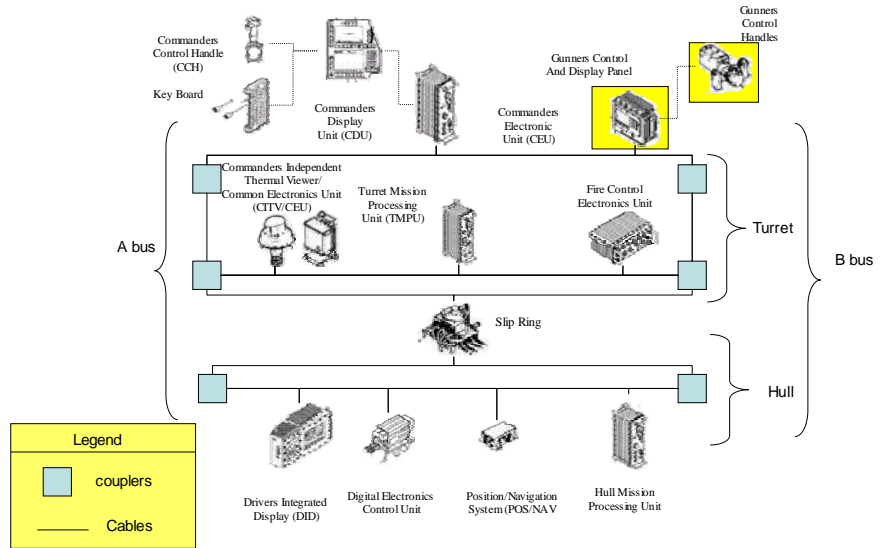 Gunners
Control
Handles
Commanders
Control Handle
(CCH)
Gunners Control
And Display Panel
Key Board
Commanders
Display
Unit (CDU)
Commanders
Electronic
Unit (CEU)
Commanders Independent
Thermal Viewer/
Common Electronics Unit
(CITV/CEU)
Turret Mission
Processing
Unit (TMPU)
Fire Control
Electronics Unit
Turret
A bus
B bus
Slip Ring
Hull
Legend
couplers
Cables
Drivers Integrated
Display (DID)
Digital Electronics
Control Unit
Position/Navigation
System (POS/NAV
Hull Mission
Processing Unit